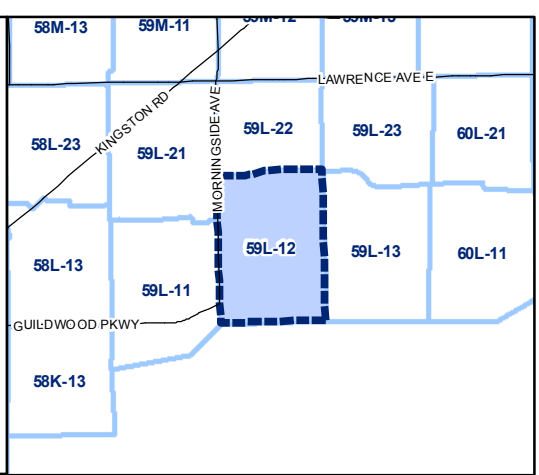 58M-13
59M-11
59M-12
59M-13
LAWRENCE AVE E
KINGSTON RD
MORNINGSIDE AVE
58L-23
59L-21
59L-22
59L-23
60L-21
58L-13
59L-11
59L-12
59L-13
60L-11
GUILDWOOD PKWY
58K-13